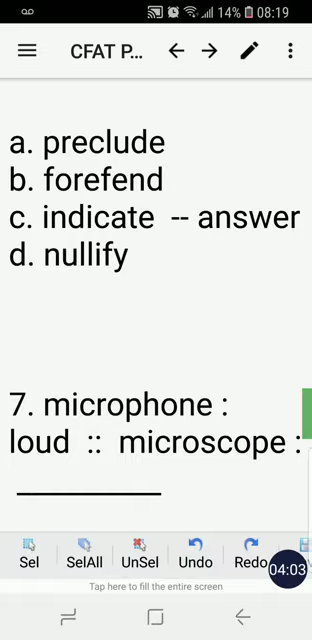 14% 08:19
CFAT P...
a. preclude
b. forefend
c. indicate -- answer
d. nullify
7. microphone :
loud :: microscope :
__________
Sel SelAll UnSel Undo Redo
04:03
Tap here to fill the entire screen